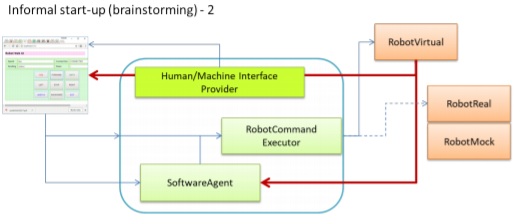 Informal start-up (brainstorming) - 2
RobotVirtual
Human/Machine Interface
Provider
RobotReal
RobotCommand
Executor
RobotMock
SoftwareAgent